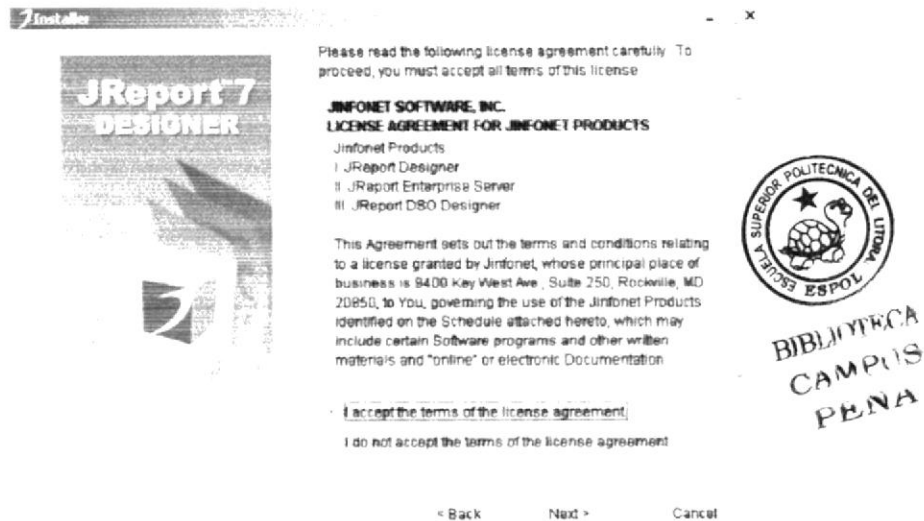 Installer
JReport 7
DESIGNER
Please read the following license agreement carefully. To
proceed, you must accept all terms of this license
JINFONET SOFTWARE, INC.
LICENSE AGREEMENT FOR JINFONET PRODUCTS
Jinfonet Products
I JReport Designer
II JReport Enterprise Server
III JReport DBO Designer
This Agreement sets out the terms and conditions relating
to a license granted by Jinfonet, whose principal place of
business is 9400 Key West Ave., Suite 250, Rockville, MD
20850, to You, governing the use of the Jinfonet Products
identified on the Schedule attached hereto, which may
include certain Software programs and other written
materials and "online" or electronic Documentation
I accept the terms of the license agreement
I do not accept the terms of the license agreement
< Back Next > Cancel
ESCUELA SUPERIOR POLITECNICA DEL LITORAL
ESPOL
BIBLIOTECA
CAMPUS
PEÑA